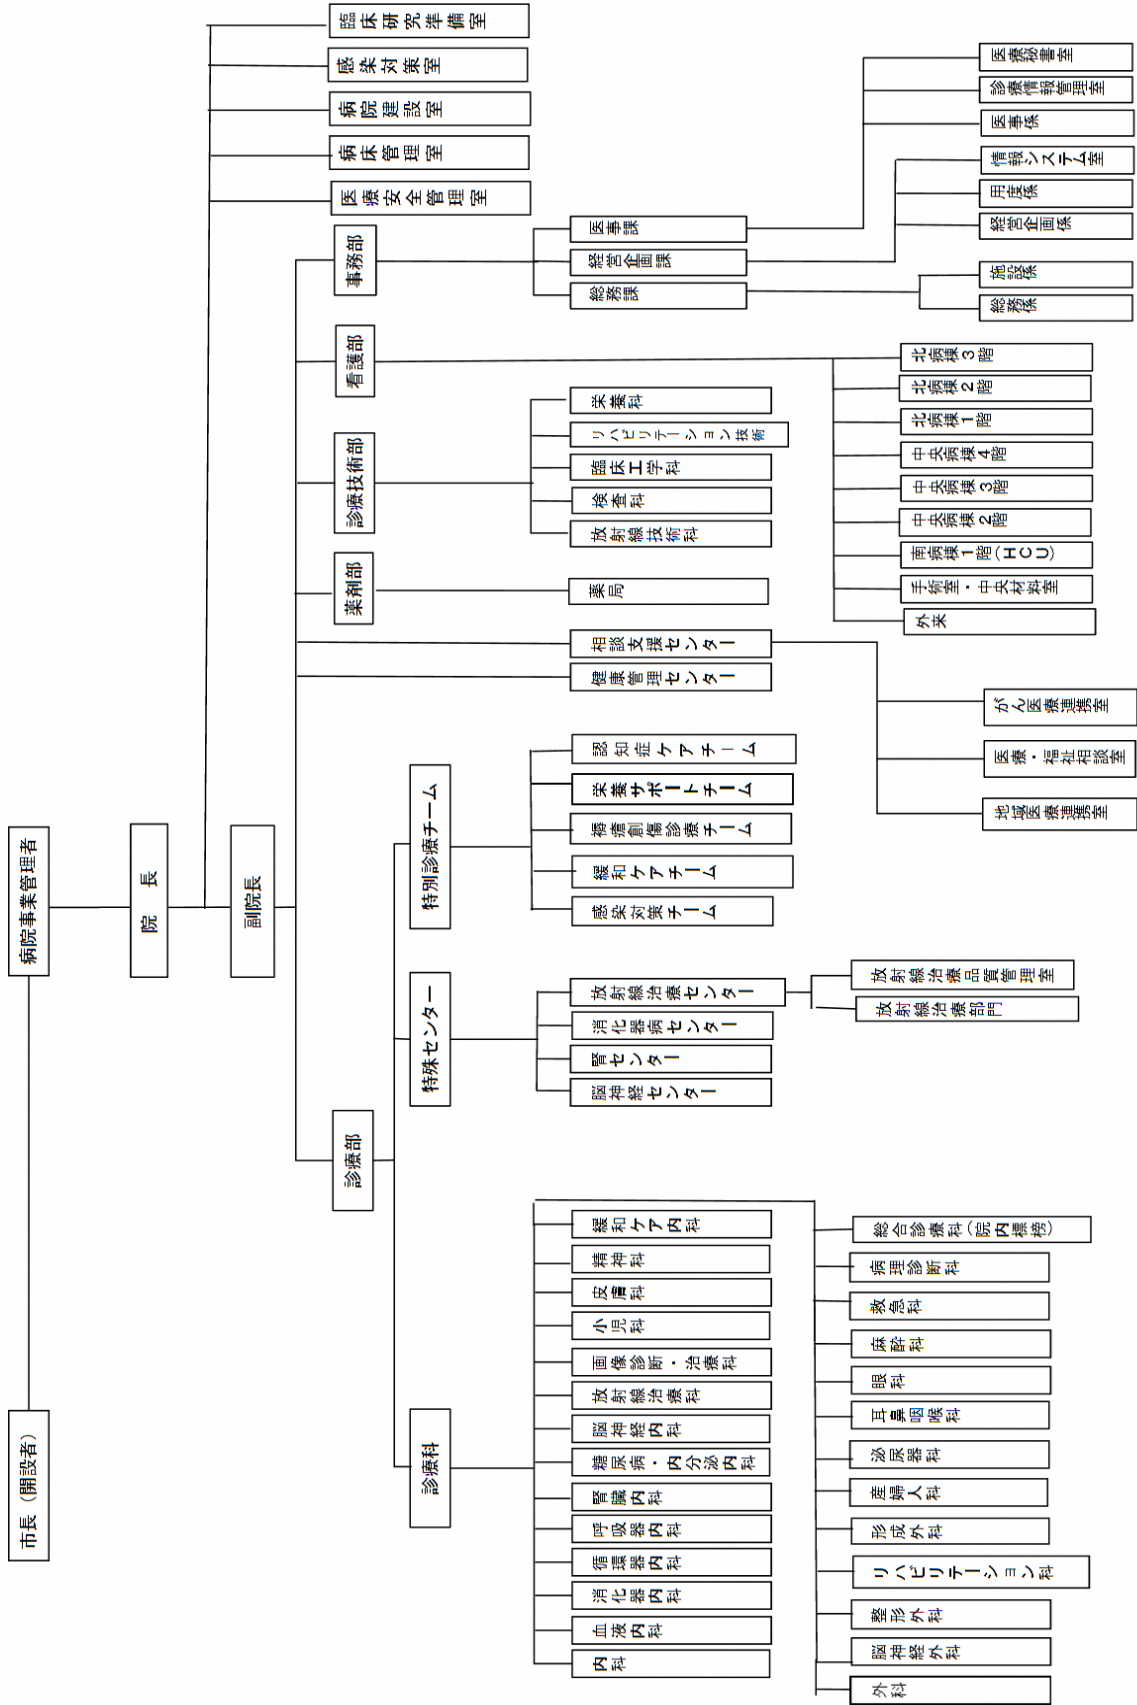 市長（開設者）
病院事業管理者
院　長
副院長
診療部
薬剤部
診療技術部
看護部
事務部
医療安全管理室
病床管理室
病院建設室
感染対策室
臨床研究準備室
診療科
特殊センター
特別診療チーム
内科
血液内科
消化器内科
循環器内科
呼吸器内科
腎臓内科
糖尿病・内分泌内科
脳神経内科
放射線治療科
画像診断・治療科
小児科
皮膚科
精神科
緩和ケア内科
脳神経センター
腎センター
消化器病センター
放射線治療センター
感染対策チーム
緩和ケアチーム
褥瘡創傷診療チーム
栄養サポートチーム
認知症ケアチーム
健康管理センター
相談支援センター
薬局
放射線技術科
検査科
臨床工学科
リハビリテーション技術
栄養科
総務課
経営企画課
医事課
外科
脳神経外科
整形外科
リハビリテーション科
形成外科
産婦人科
泌尿器科
耳鼻咽喉科
眼科
麻酔科
救急科
病理診断科
総合診療科（院内標榜）
放射線治療部門
放射線治療品質管理室
地域医療連携室
医療・福祉相談室
がん医療連携室
外来
手術室・中央材料室
南病棟１階（ＨＣＵ）
中央病棟２階
中央病棟３階
中央病棟４階
北病棟１階
北病棟２階
北病棟３階
総務係
施設係
経営企画係
用度係
情報システム室
医事係
診療情報管理室
医療秘書室